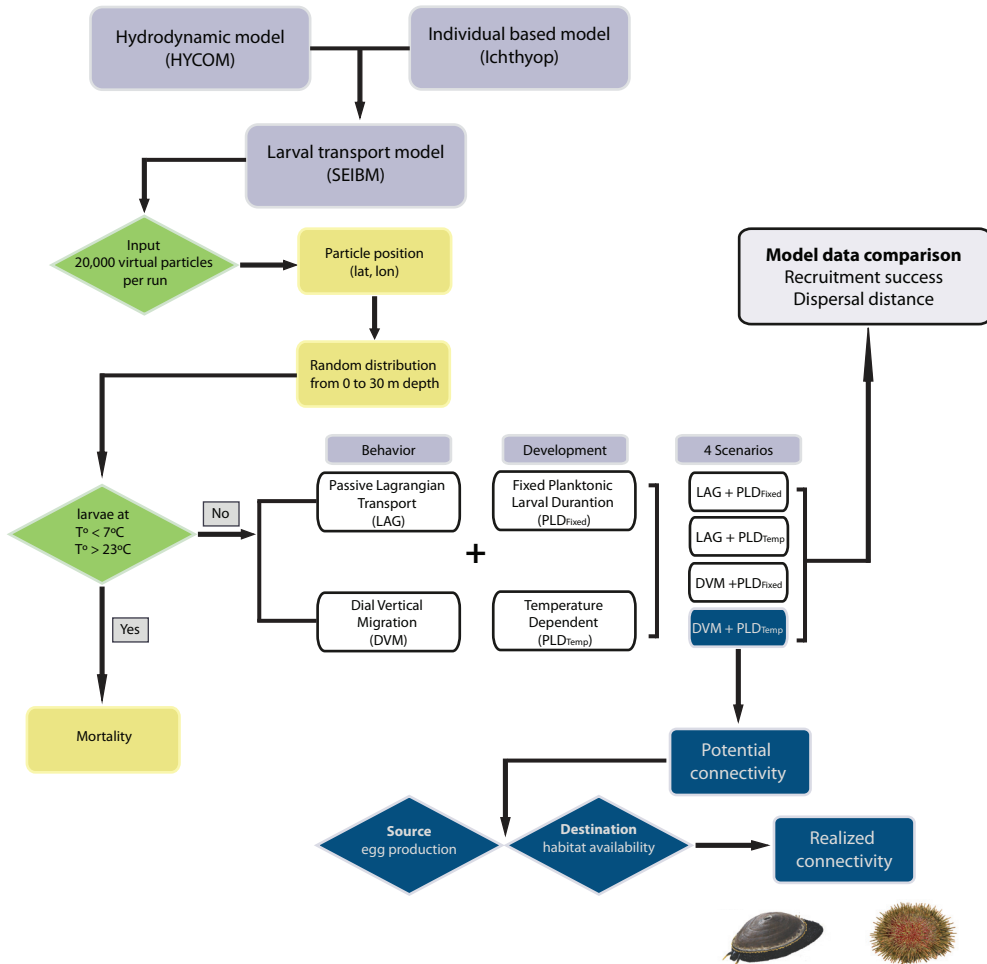 Hydrodynamic model
(HYCOM)
Individual based model
(Ichthyop)
Larval transport model
(SEIBM)
Input
20,000 virtual particles
per run
Particle position
(lat, lon)
Model data comparison
Recruitment success
Dispersal distance
Random distribution
from 0 to 30 m depth
Behavior
Development
4 Scenarios
Passive Lagrangian
Transport
(LAG)
Fixed Planktonic
Larval Durantion
(PLDFixed)
LAG + PLDFixed
LAG + PLDTemp
DVM +PLDFixed
DVM + PLDTemp
larvae at
Tº < 7ºC
Tº > 23ºC
No
+
Dial Vertical
Migration
(DVM)
Temperature
Dependent
(PLDTemp)
Yes
Mortality
Potential
connectivity
Source
egg production
Destination
habitat availability
Realized
connectivity